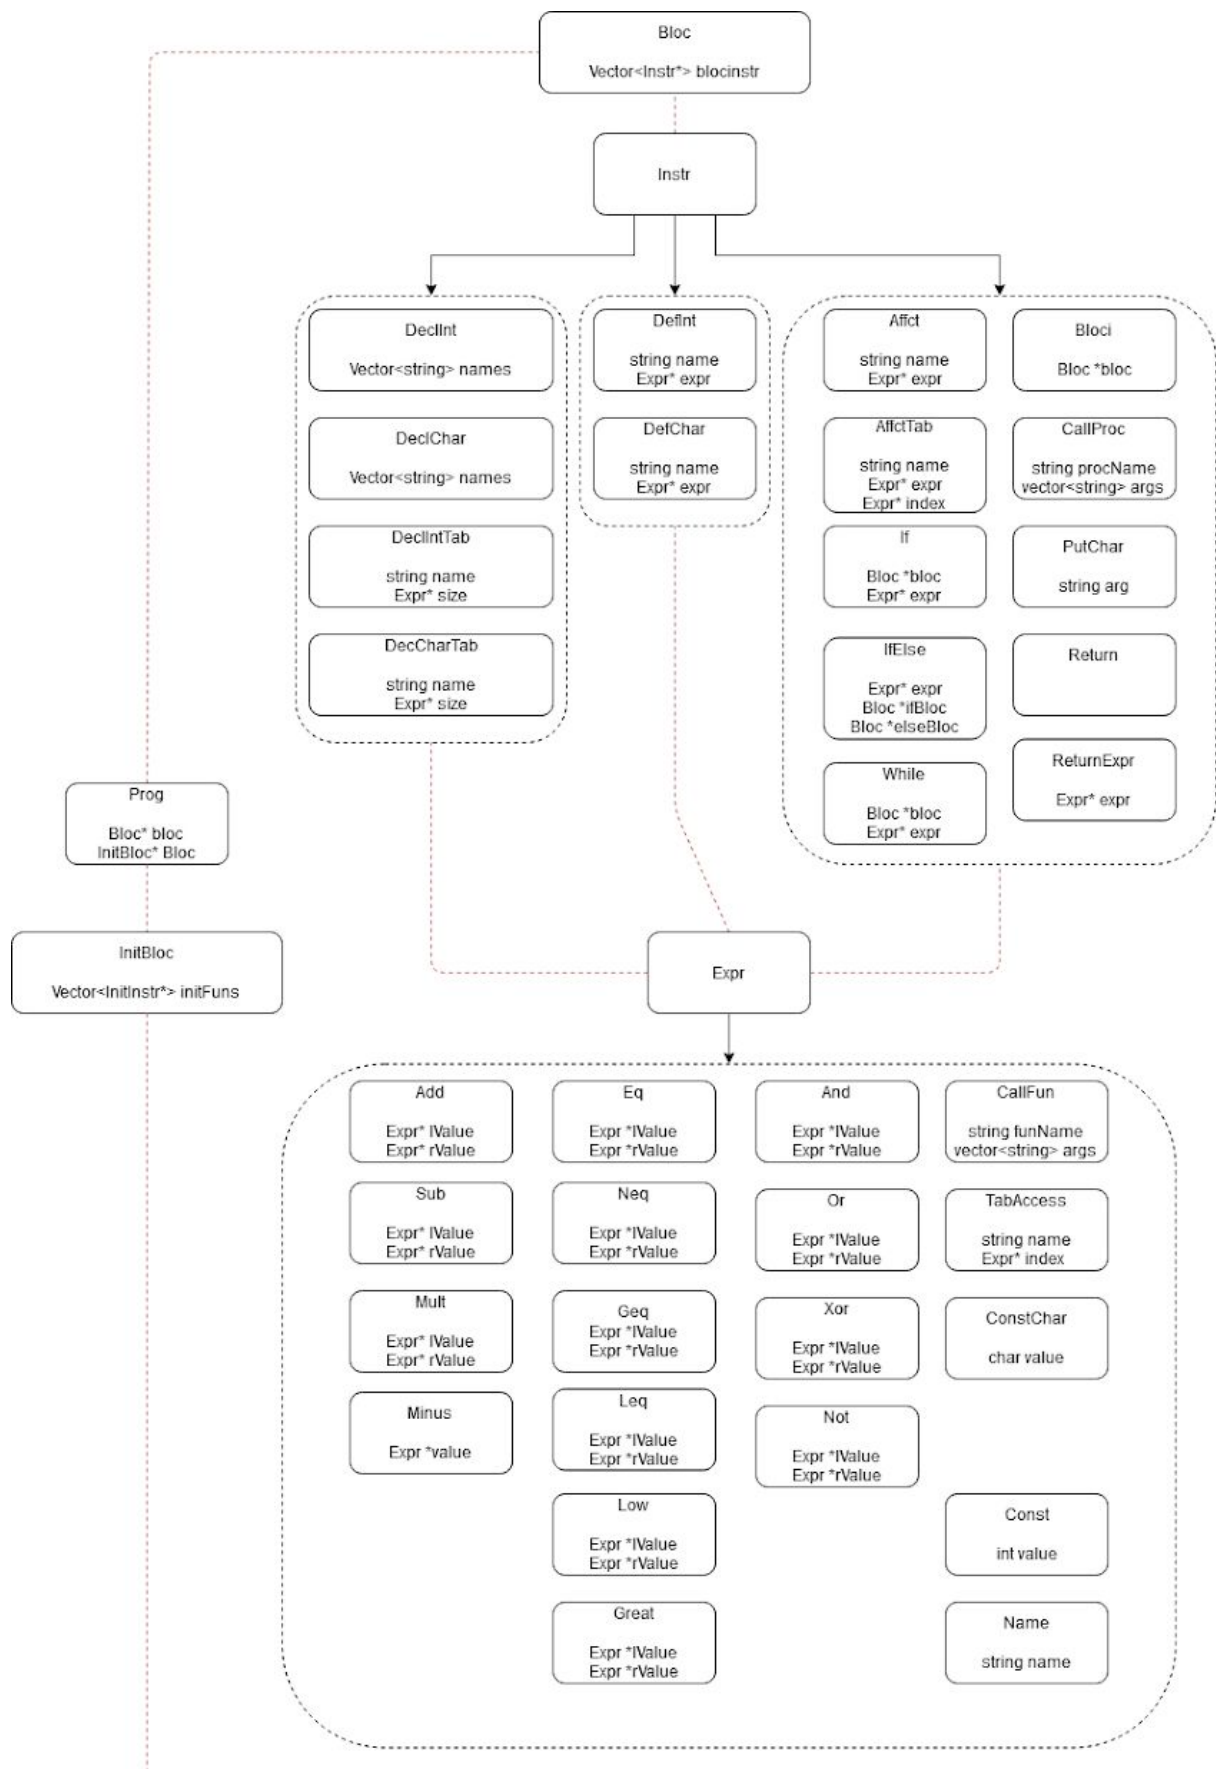 Bloc
Vector<Instr*> blocinstr
Instr
DeclInt
Vector<string> names
DeclChar
Vector<string> names
DeclIntTab
string name
Expr* size
DecCharTab
string name
Expr* size
DefInt
string name
Expr* expr
DefChar
string name
Expr* expr
Affct
string name
Expr* expr
AffctTab
string name
Expr* expr
Expr* index
If
Bloc *bloc
Expr* expr
IfElse
Expr* expr
Bloc *ifBloc
Bloc *elseBloc
While
Bloc *bloc
Expr* expr
Bloci
Bloc *bloc
CallProc
string procName
vector<string> args
PutChar
string arg
Return
ReturnExpr
Expr* expr
Prog
Bloc* bloc
InitBloc* Bloc
InitBloc
Vector<InitInstr*> initFuns
Expr
Add
Expr* lValue
Expr* rValue
Sub
Expr* lValue
Expr* rValue
Mult
Expr* lValue
Expr* rValue
Minus
Expr *value
Eq
Expr *lValue
Expr *rValue
Neq
Expr *lValue
Expr *rValue
Geq
Expr *lValue
Expr *rValue
Leq
Expr *lValue
Expr *rValue
Low
Expr *lValue
Expr *rValue
Great
Expr *lValue
Expr *rValue
And
Expr *lValue
Expr *rValue
Or
Expr *lValue
Expr *rValue
Xor
Expr *lValue
Expr *rValue
Not
Expr *lValue
Expr *rValue
CallFun
string funName
vector<string> args
TabAccess
string name
Expr* index
ConstChar
char value
Const
int value
Name
string name